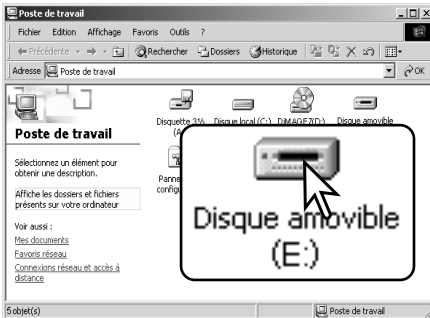 Poste de travail
Fichier Edition Affichage Favoris Outils ?
Précédente
Rechercher Dossiers Historique
Adresse Poste de travail OK
Poste de travail
Sélectionnez un élément pour
obtenir une description.
Affiche les dossiers et fichiers
présents sur votre ordinateur
Voir aussi :
Mes documents
Favoris réseau
Connexions réseau et accès à
distance
Disquette 3½
(A
Disque local (C:)
DiMAGE7(D:)
Disque amovible
Panne
configu
Disque amovible
(E:)
5 objet(s)
Poste de travail